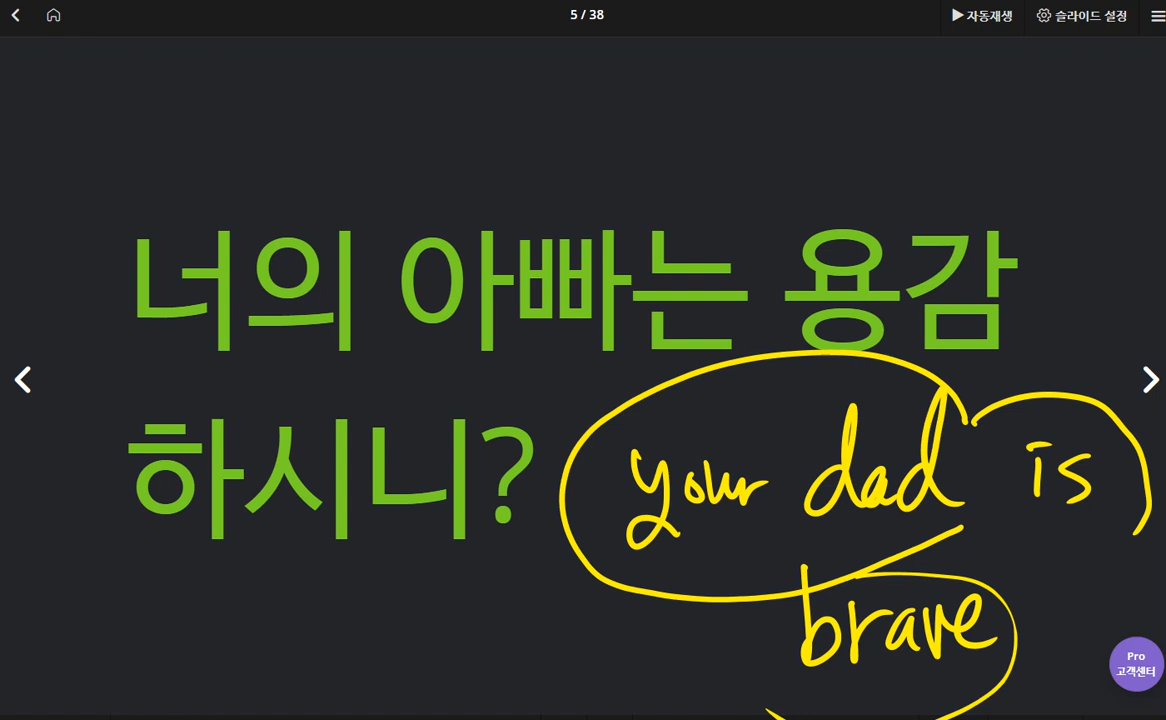 5 / 38
자동재생
슬라이드 설정
너의 아빠는 용감
하시니?
your dad is
brave
Pro
고객센터